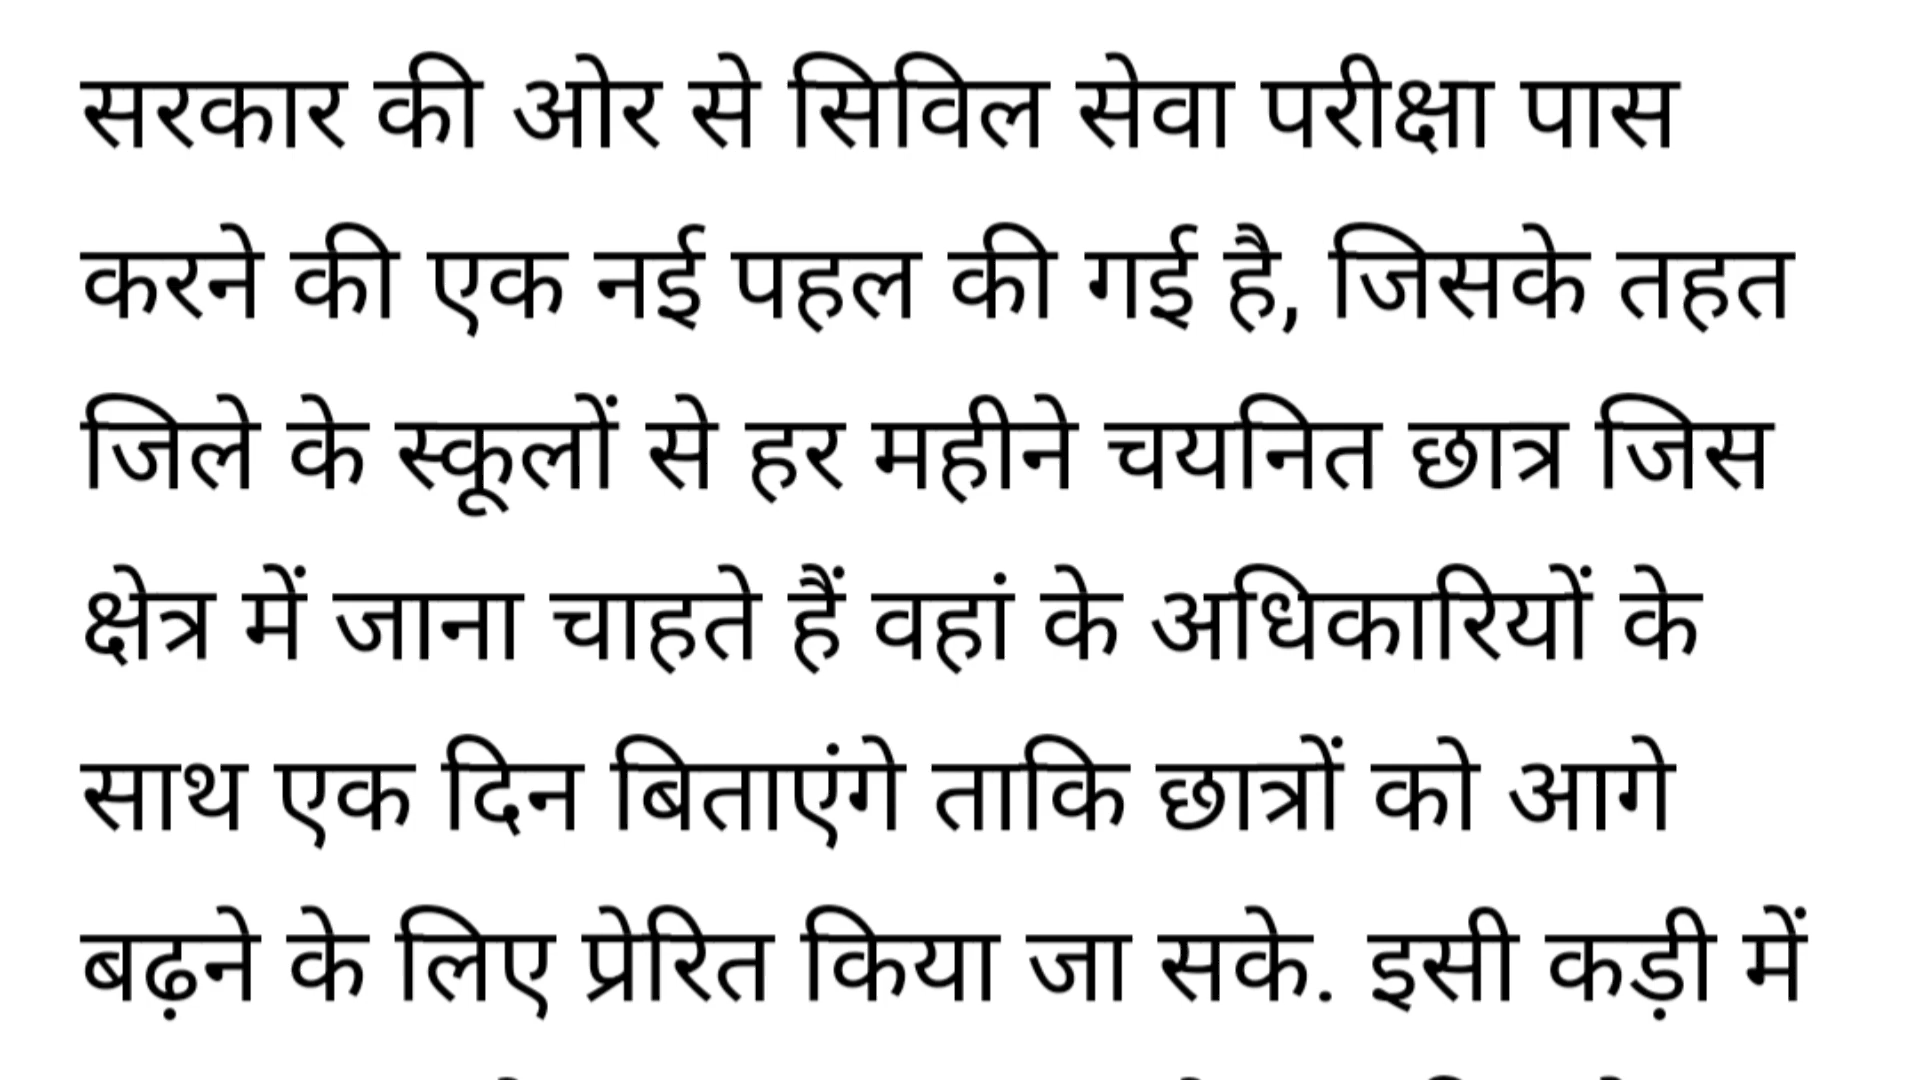 सरकार की ओर से सिविल सेवा परीक्षा पास
करने की एक नई पहल की गई है, जिसके तहत
जिले के स्कूलों से हर महीने चयनित छात्र जिस
क्षेत्र में जाना चाहते हैं वहां के अधिकारियों के
साथ एक दिन बिताएंगे ताकि छात्रों को आगे
बढ़ने के लिए प्रेरित किया जा सके. इसी कड़ी में